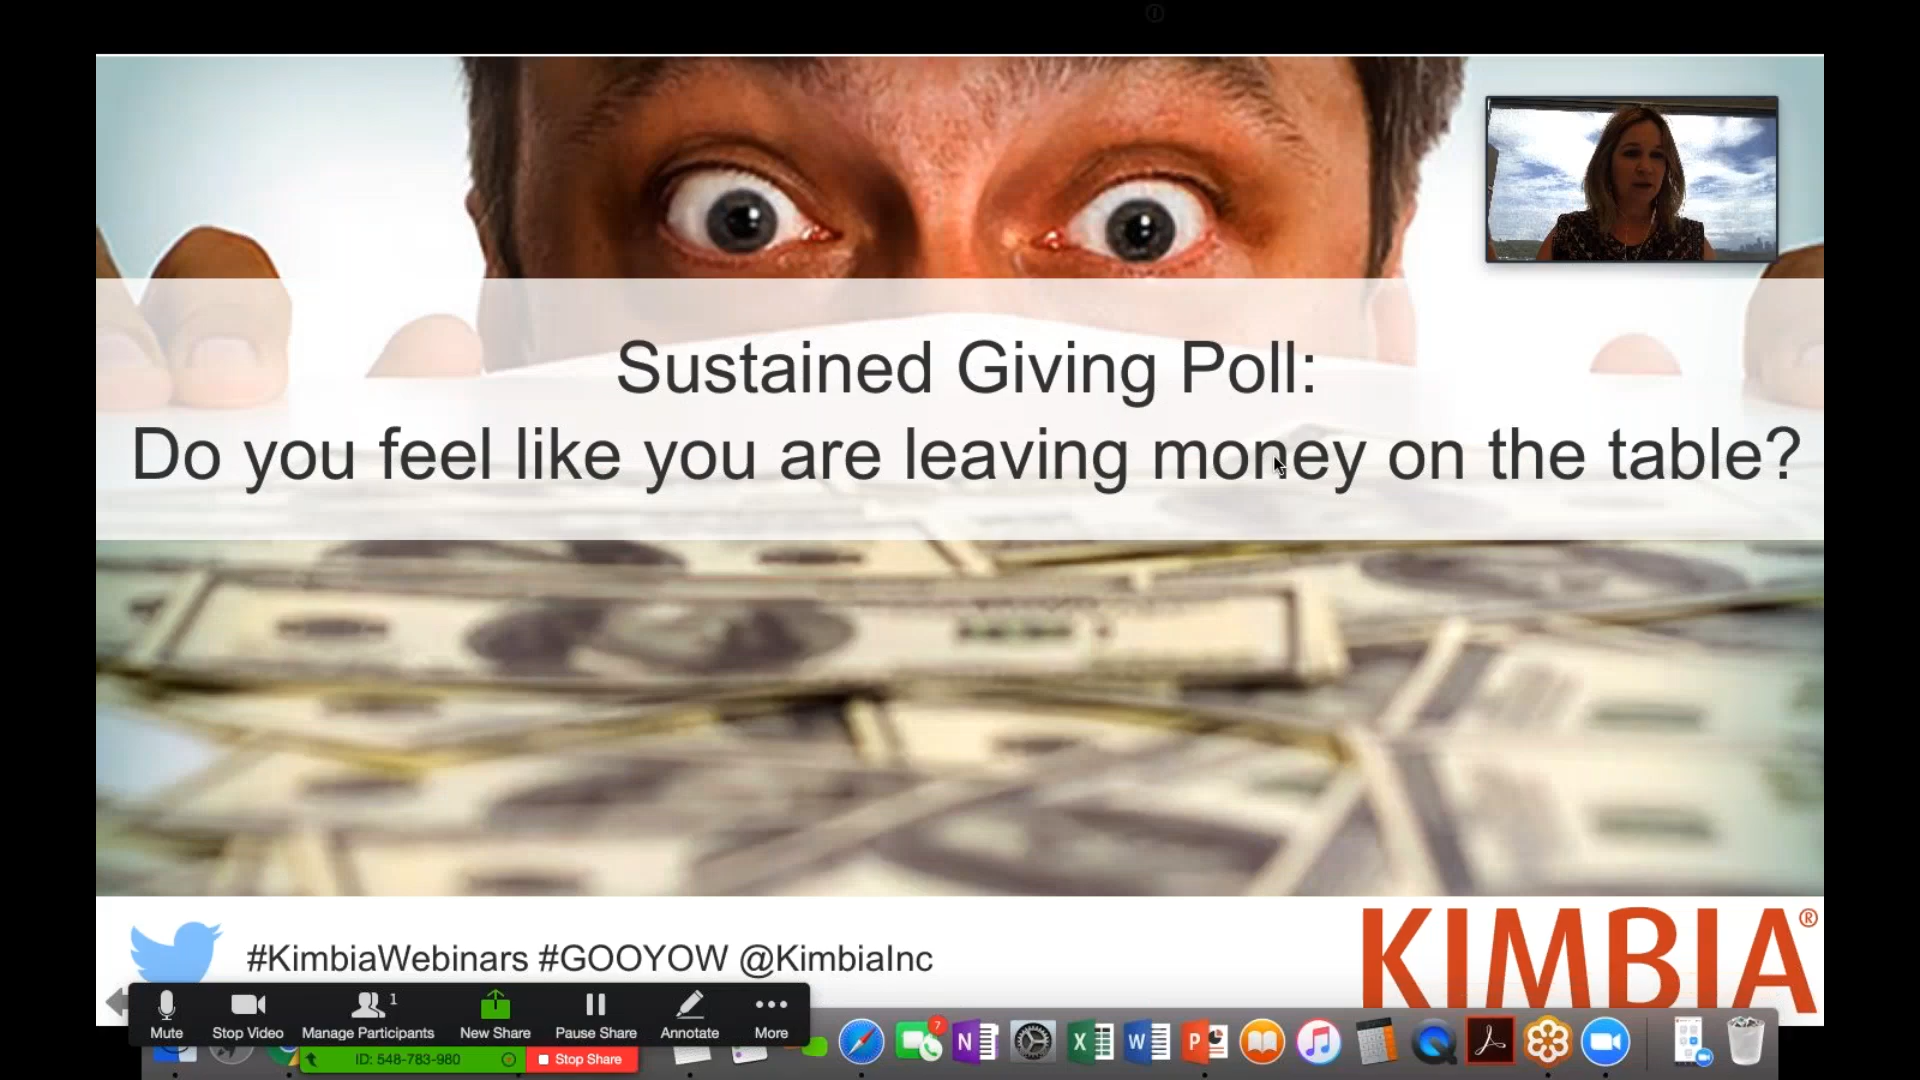 Sustained Giving Poll:
Do you feel like you are leaving money on the table?
#KimbiaWebinars #GOOYOW @KimbiaInc
KIMBIA®
1
Mute Stop Video Manage Participants New Share Pause Share Annotate More
ID: 548-783-980 Stop Share
7
N X W P